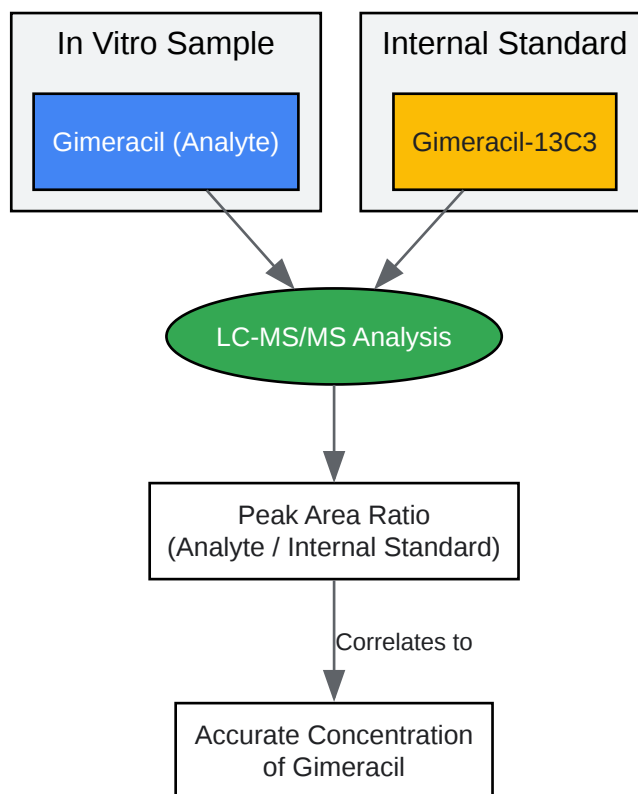 In Vitro Sample
Internal Standard
Gimeracil (Analyte)
Gimeracil-13C3
LC-MS/MS Analysis
Peak Area Ratio
(Analyte / Internal Standard)
Correlates to
Accurate Concentration
of Gimeracil